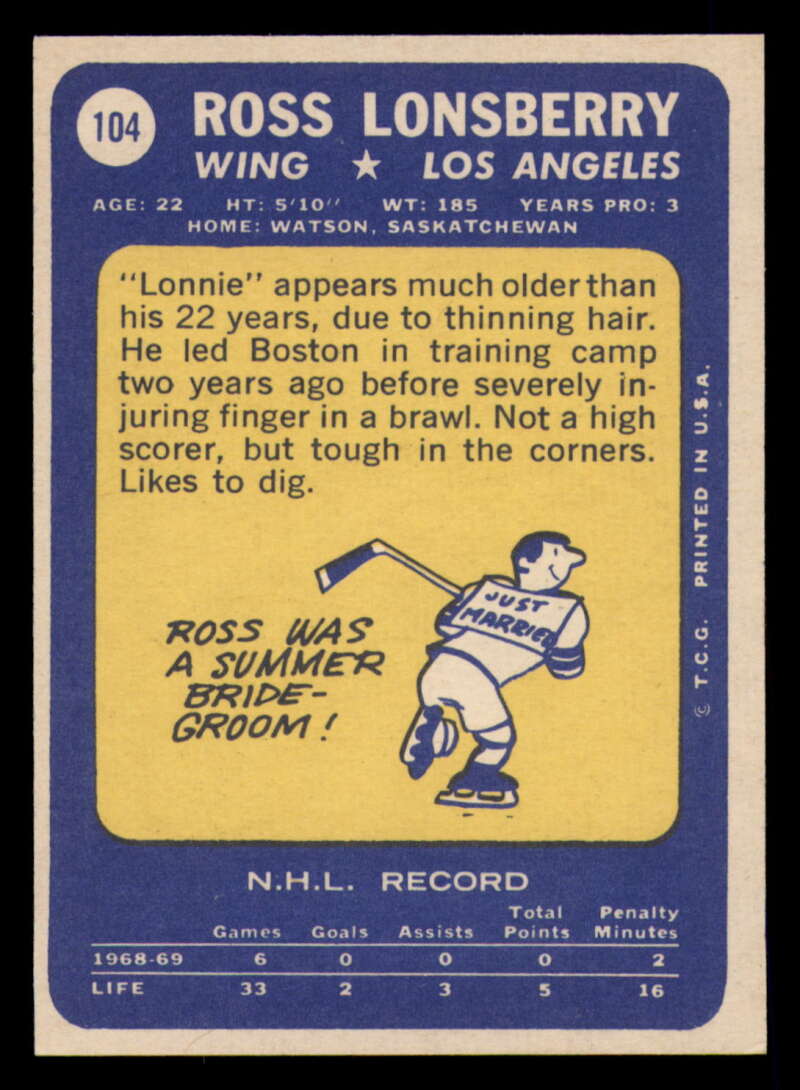 104
ROSS LONSBERRY
WING ★ LOS ANGELES
AGE: 22 HT: 5'10'' WT: 185 YEARS PRO: 3
HOME: WATSON, SASKATCHEWAN
"Lonnie" appears much older than
his 22 years, due to thinning hair.
He led Boston in training camp
two years ago before severely in-
juring finger in a brawl. Not a high
scorer, but tough in the corners.
Likes to dig.
JUST
MARRIED
ROSS WAS
A SUMMER
BRIDE-
GROOM!
© T.C.G. PRINTED IN U.S.A.
N.H.L. RECORD
Games Goals Assists Total Points Penalty Minutes
1968-69 6 0 0 0 2
LIFE 33 2 3 5 16